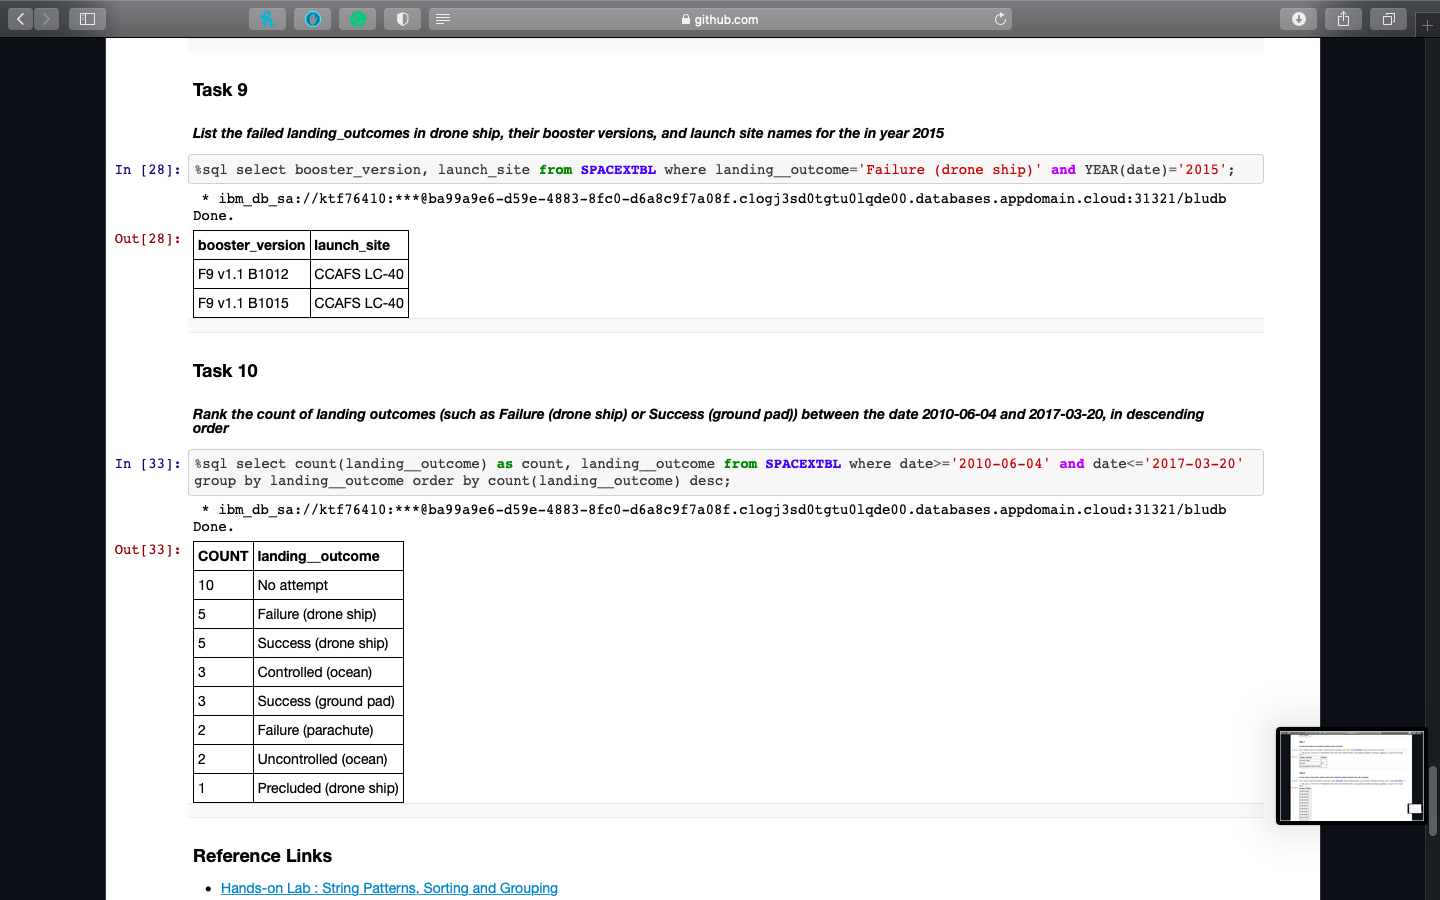 github.com
Task 9
List the failed landing_outcomes in drone ship, their booster versions, and launch site names for the in year 2015
In [28]: %sql select booster_version, launch_site from SPACEXTBL where landing__outcome='Failure (drone ship)' and YEAR(date)='2015';
* ibm_db_sa://ktf76410:***@ba99a9e6-d59e-4883-8fc0-d6a8c9f7a08f.c1ogj3sd0tgtu0lqde00.databases.appdomain.cloud:31321/bludb
Done.
Out[28]:
booster_version launch_site
F9 v1.1 B1012 CCAFS LC-40
F9 v1.1 B1015 CCAFS LC-40
Task 10
Rank the count of landing outcomes (such as Failure (drone ship) or Success (ground pad)) between the date 2010-06-04 and 2017-03-20, in descending
order
In [33]: %sql select count(landing__outcome) as count, landing__outcome from SPACEXTBL where date>='2010-06-04' and date<='2017-03-20'
group by landing__outcome order by count(landing__outcome) desc;
* ibm_db_sa://ktf76410:***@ba99a9e6-d59e-4883-8fc0-d6a8c9f7a08f.c1ogj3sd0tgtu0lqde00.databases.appdomain.cloud:31321/bludb
Done.
Out[33]:
COUNT landing__outcome
10 No attempt
5 Failure (drone ship)
5 Success (drone ship)
3 Controlled (ocean)
3 Success (ground pad)
2 Failure (parachute)
2 Uncontrolled (ocean)
1 Precluded (drone ship)
Reference Links
• Hands-on Lab : String Patterns, Sorting and Grouping